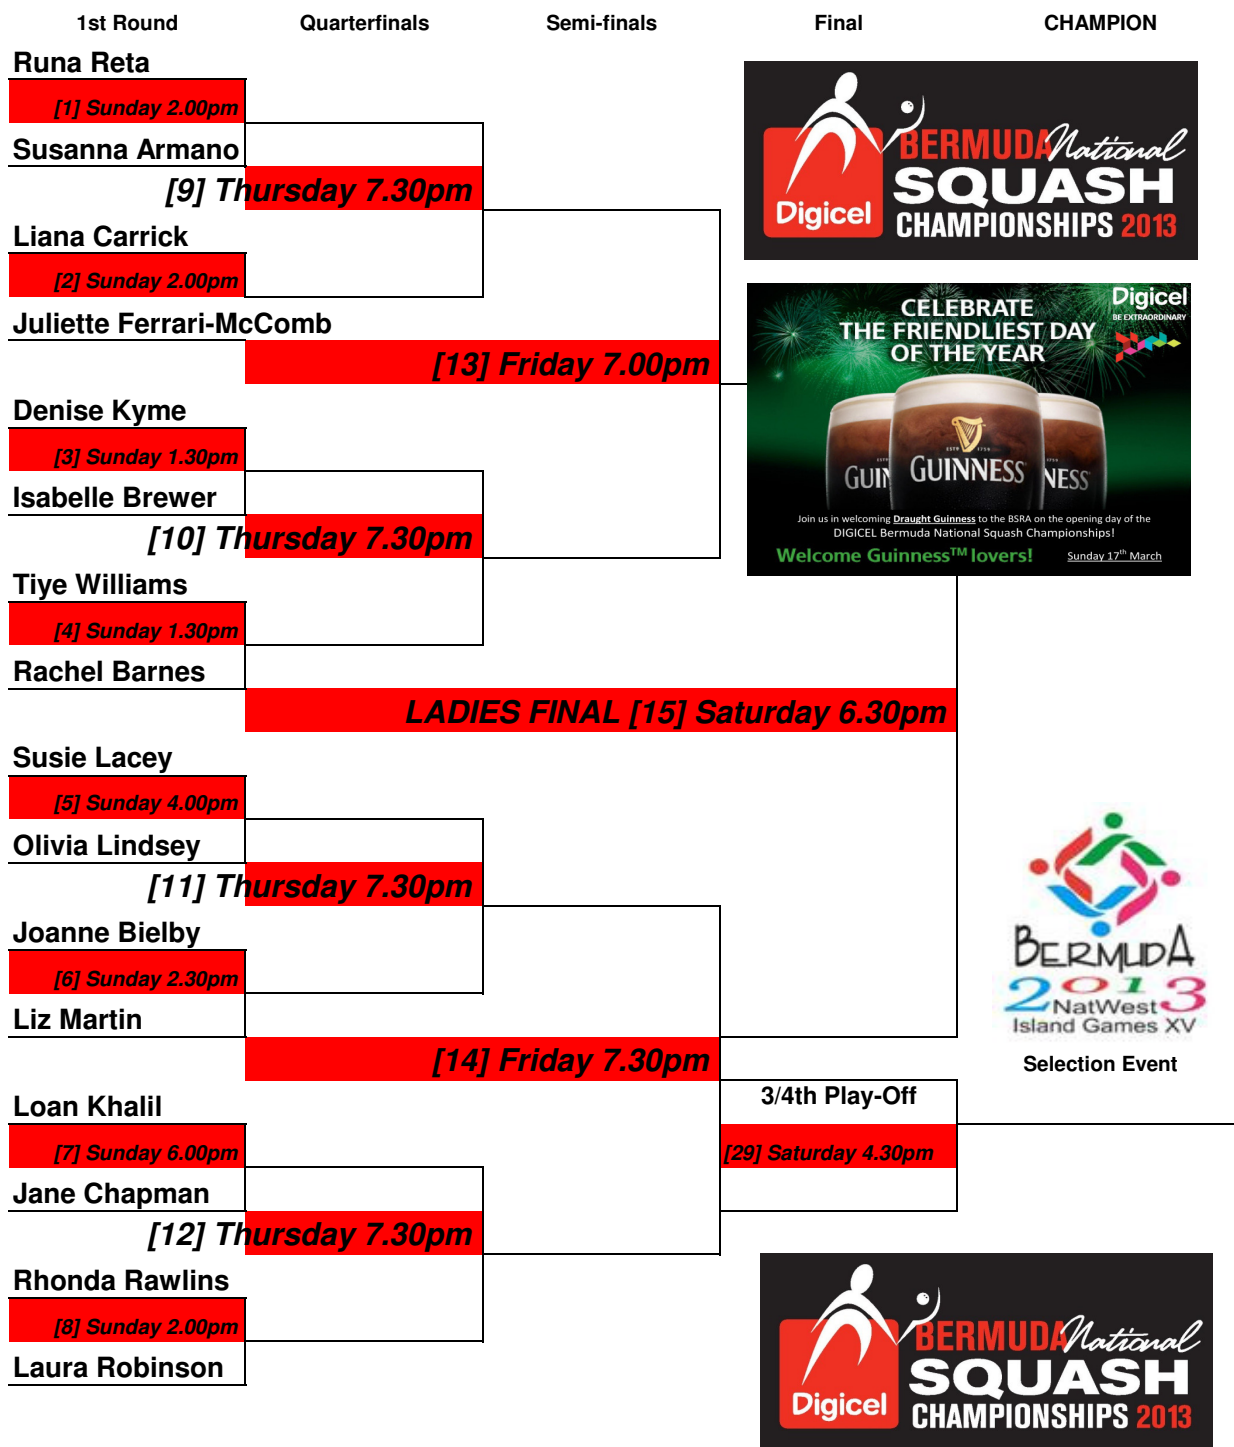 1st Round Quarterfinals Semi-finals Final CHAMPION
Runa Reta
[1] Sunday 2.00pm
Susanna Armano
[9] Thursday 7.30pm
Liana Carrick
[2] Sunday 2.00pm
Juliette Ferrari-McComb
[13] Friday 7.00pm
Denise Kyme
[3] Sunday 1.30pm
Isabelle Brewer
[10] Thursday 7.30pm
Tiye Williams
[4] Sunday 1.30pm
Rachel Barnes
LADIES FINAL [15] Saturday 6.30pm
Susie Lacey
[5] Sunday 4.00pm
Olivia Lindsey
[11] Thursday 7.30pm
Joanne Bielby
[6] Sunday 2.30pm
Liz Martin
[14] Friday 7.30pm
Loan Khalil
[7] Sunday 6.00pm
Jane Chapman
[12] Thursday 7.30pm
Rhonda Rawlins
[8] Sunday 2.00pm
Laura Robinson
3/4th Play-Off
[29] Saturday 4.30pm
BERMUDA National
SQUASH
CHAMPIONSHIPS 2013
Digicel
CELEBRATE
THE FRIENDLIEST DAY
OF THE YEAR
Digicel
BE EXTRAORDINARY
ESTD 1759
GUINNESS
GUIN
NESS
Join us in welcoming Draught Guinness to the BSRA on the opening day of the
DIGICEL Bermuda National Squash Championships!
Welcome Guinness™ lovers! Sunday 17th March
BERMUDA
2013
NatWest
Island Games XV
Selection Event
BERMUDA National
SQUASH
CHAMPIONSHIPS 2013
Digicel